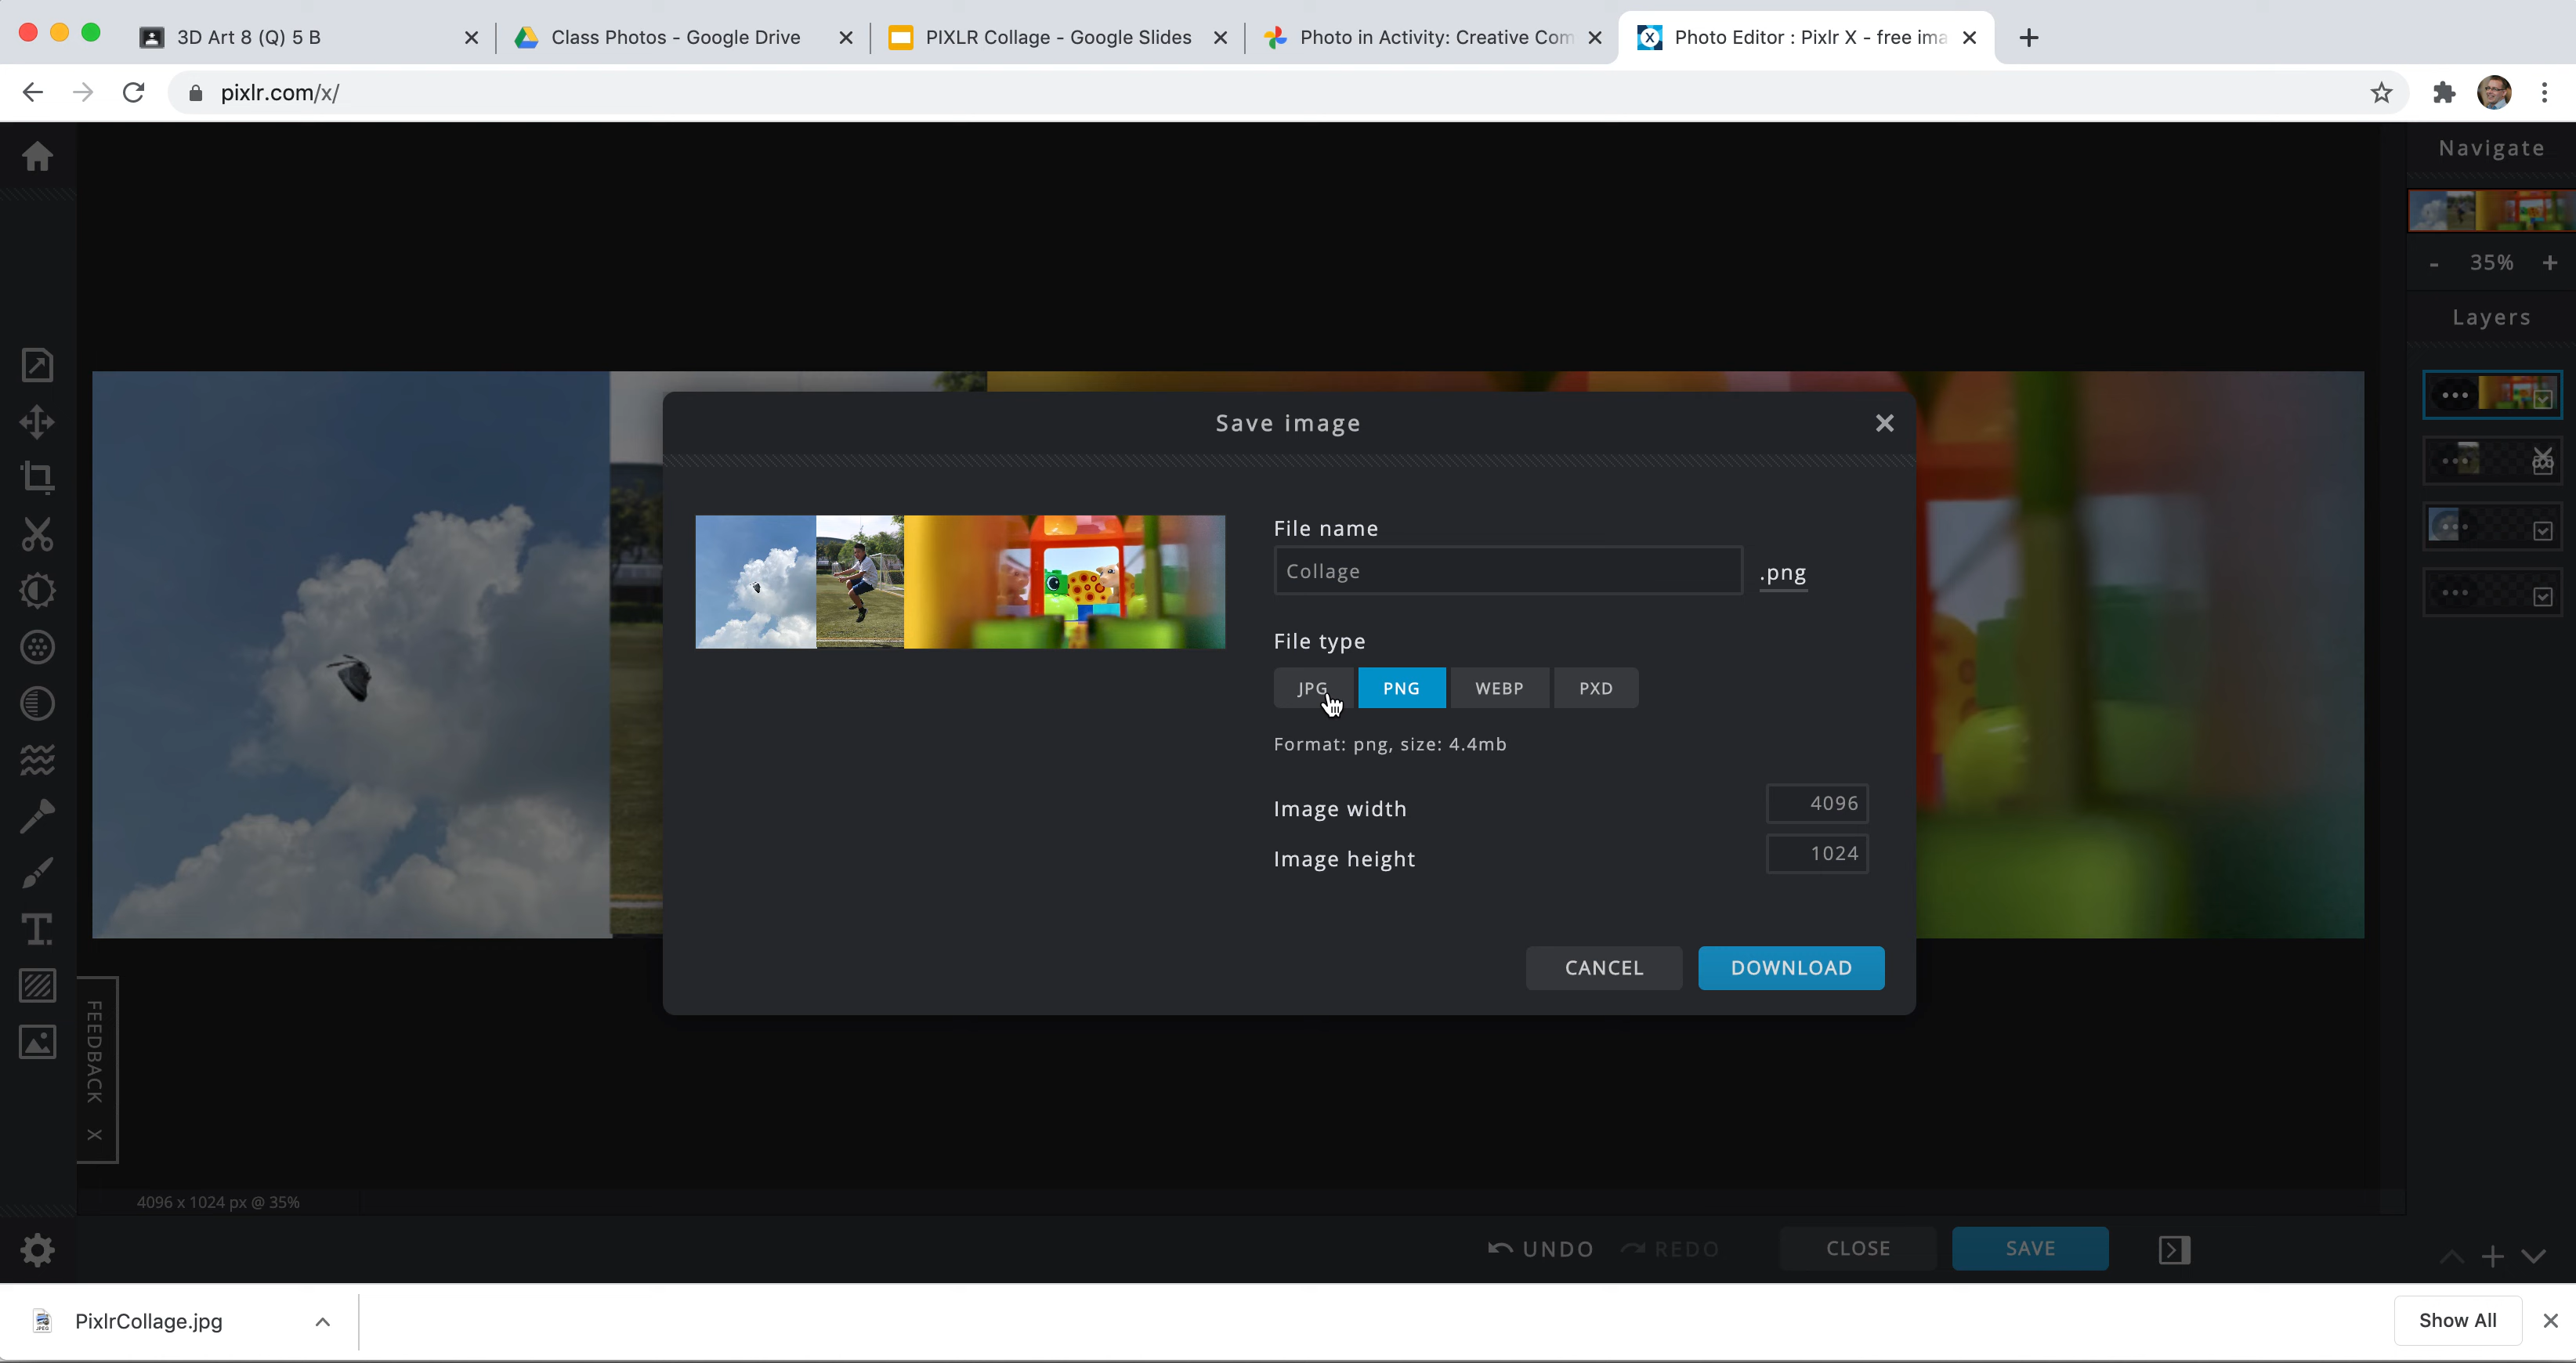 3D Art 8 (Q) 5 B
Class Photos - Google Drive
PIXLR Collage - Google Slides
Photo in Activity: Creative Com
Photo Editor : Pixlr X - free ima
pixlr.com/x/
Navigate
- 35% +
Layers
Save image
File name
Collage
.png
File type
JPG PNG WEBP PXD
Format: png, size: 4.4mb
Image width 4096
Image height 1024
CANCEL DOWNLOAD
FEEDBACK X
4096 x 1024 px @ 35%
UNDO REDO CLOSE SAVE
PixlrCollage.jpg
Show All